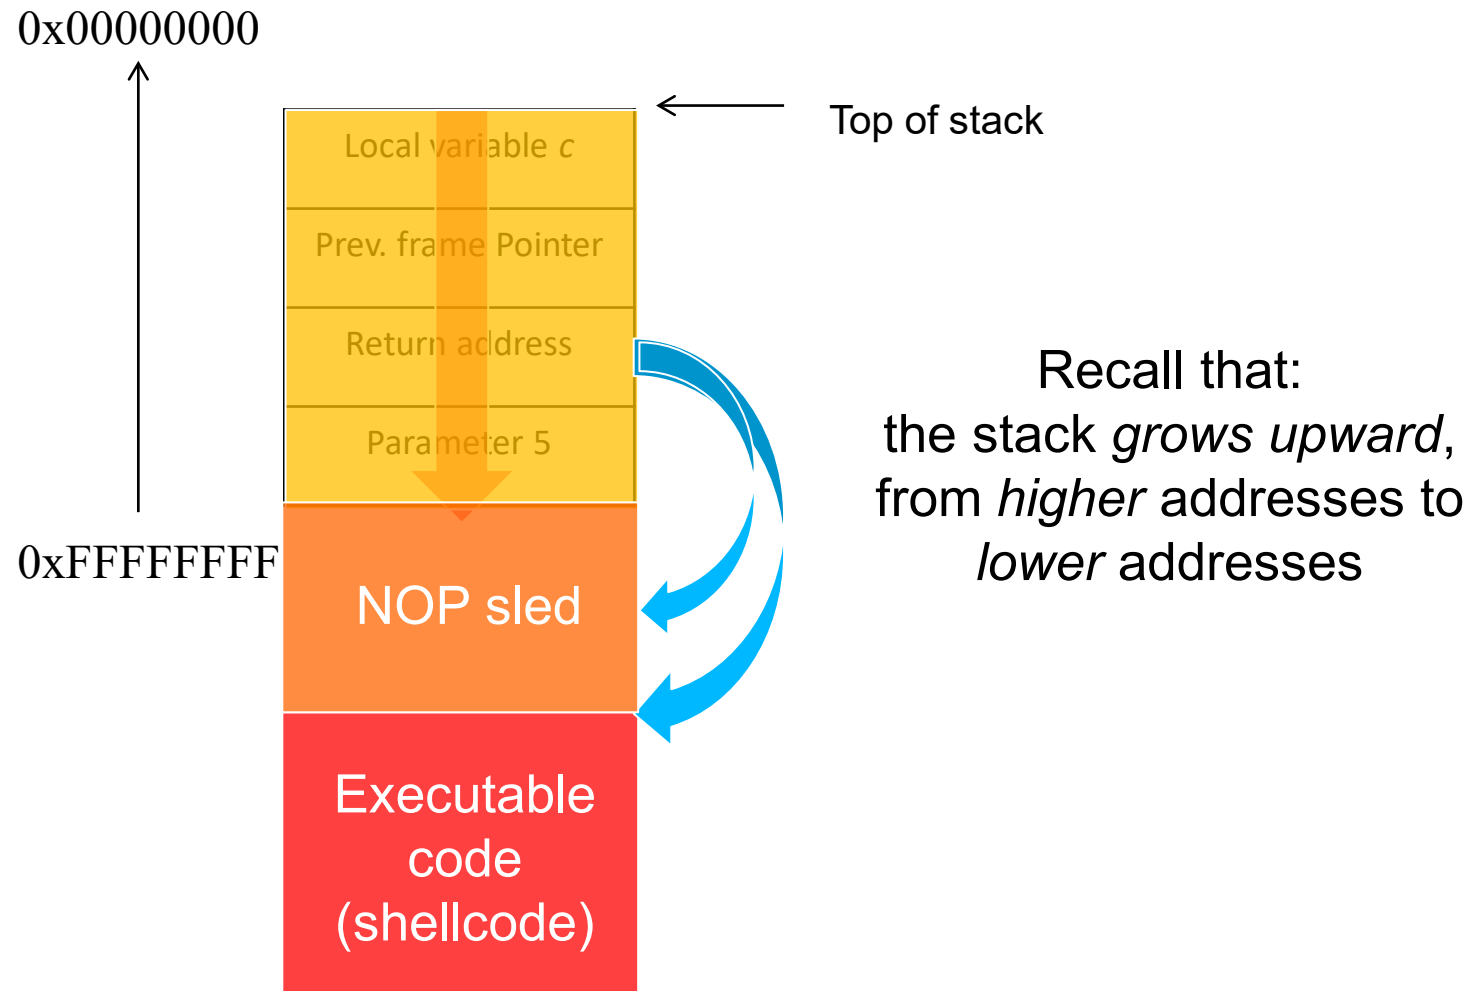 0x00000000
Top of stack
Local variable c
Prev. frame Pointer
Return address
Parameter 5
Recall that:
the stack grows upward,
from higher addresses to
lower addresses
0xFFFFFFFF
NOP sled
Executable
code
(shellcode)